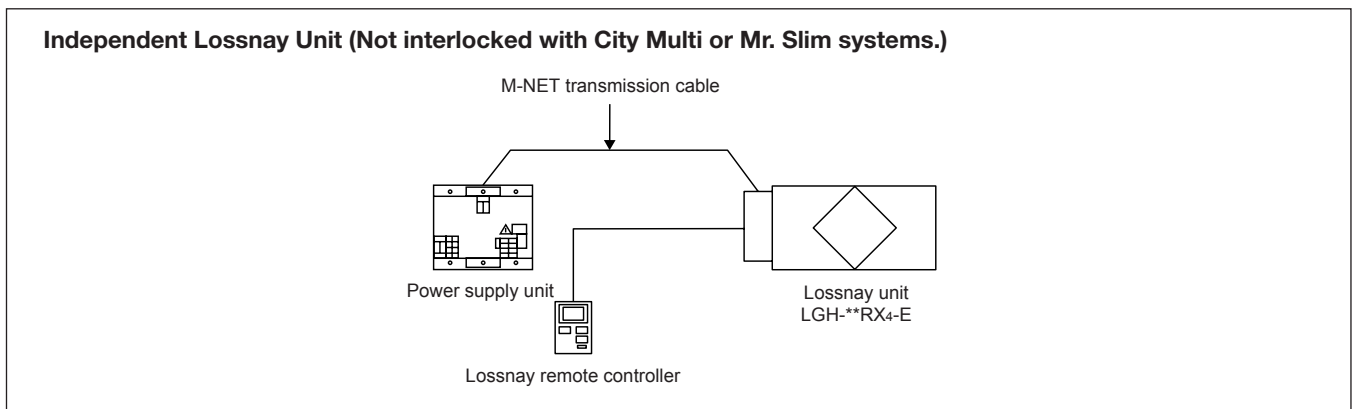 Independent Lossnay Unit (Not interlocked with City Multi or Mr. Slim systems.)
M-NET transmission cable
Power supply unit
Lossnay unit
LGH-**RX4-E
Lossnay remote controller